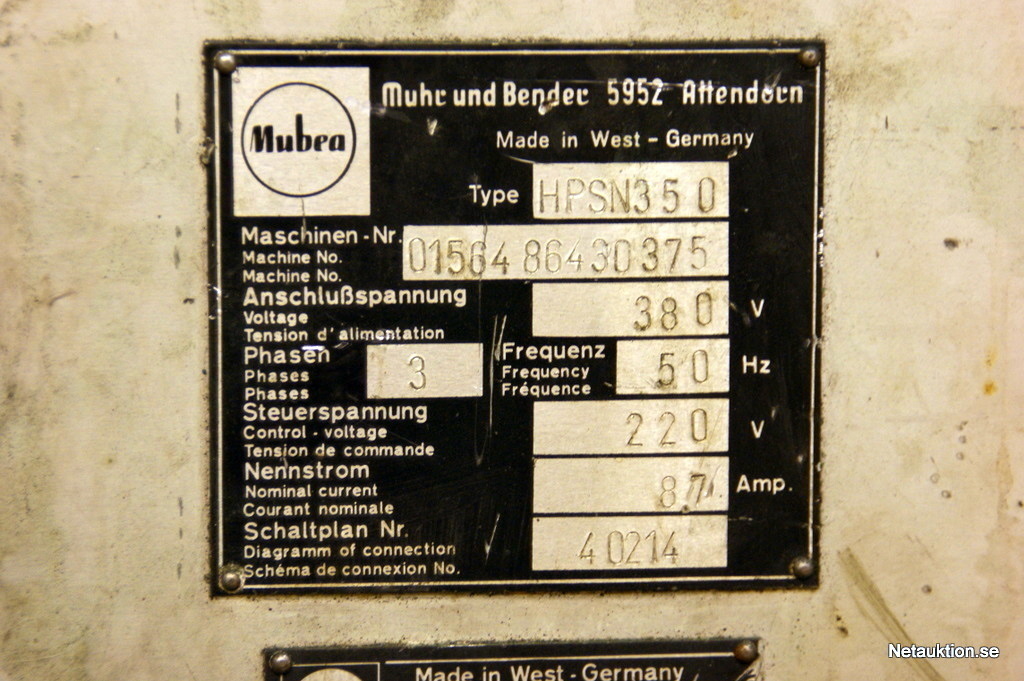 Mubea
Muhr und Bender 5952 Attendorn
Made in West - Germany
Type HPSN350
Maschinen - Nr. 01564 86430375
Machine No.
Machine No.
Anschlußspannung 380 V
Voltage
Tension d'alimentation
Phasen 3 Frequenz 50 Hz
Phases Frequency
Phases Fréquence
Steuerspannung 220 V
Control - voltage
Tension de commande
Nennstrom 87 Amp.
Nominal current
Courant nominale
Schaltplan Nr. 40214
Diagramm of connection
Schéma de connexion No.
Made in West - Germany
Netauktion.se